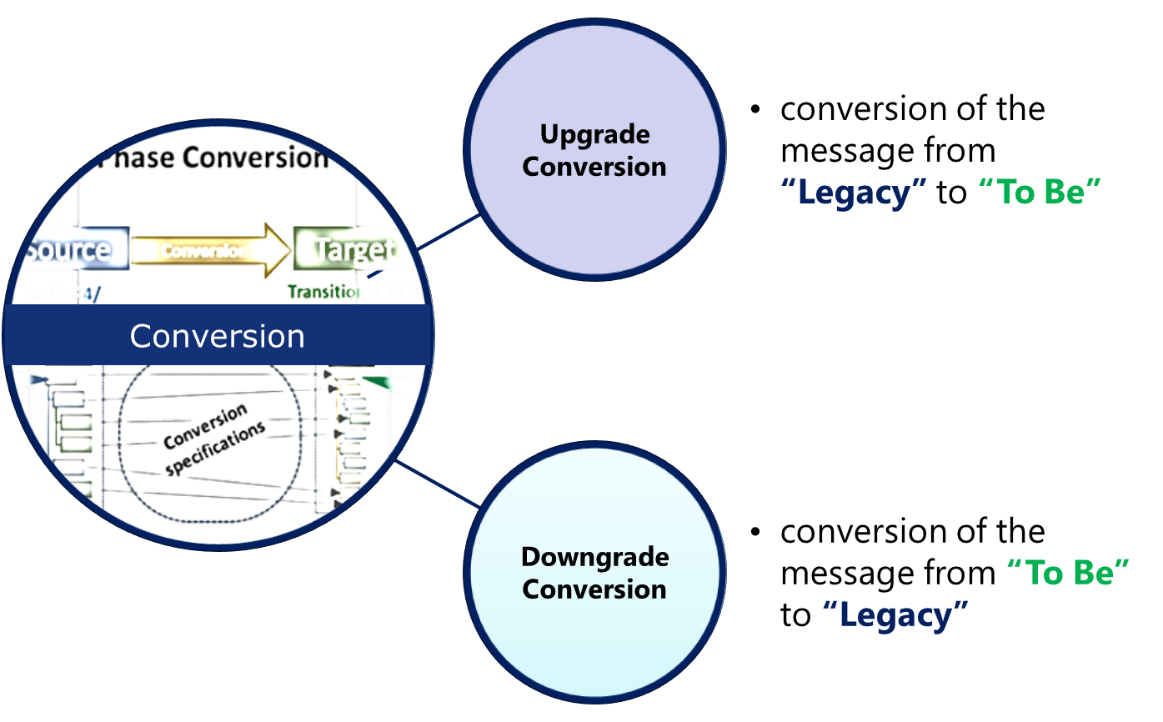 Phase Conversion
Source
Conversion
Target
4/
Conversion
Conversion
specifications
Upgrade
Conversion
• conversion of the
message from
“Legacy” to “To Be”
Downgrade
Conversion
• conversion of the
message from “To Be”
to “Legacy”